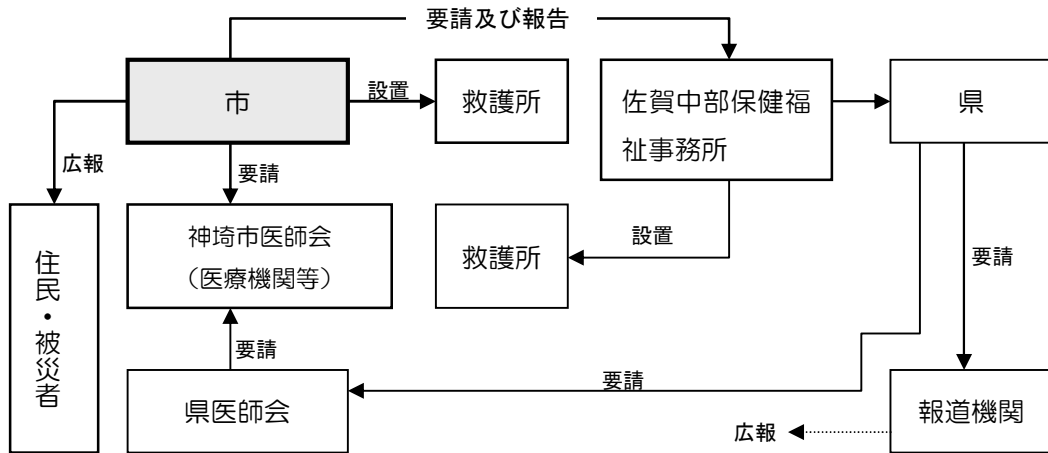 要請及び報告
市
設置
救護所
佐賀中部保健福
祉事務所
県
広報
要請
住民・被災者
神埼市医師会
（医療機関等）
救護所
設置
要請
要請
県医師会
要請
報道機関
広報